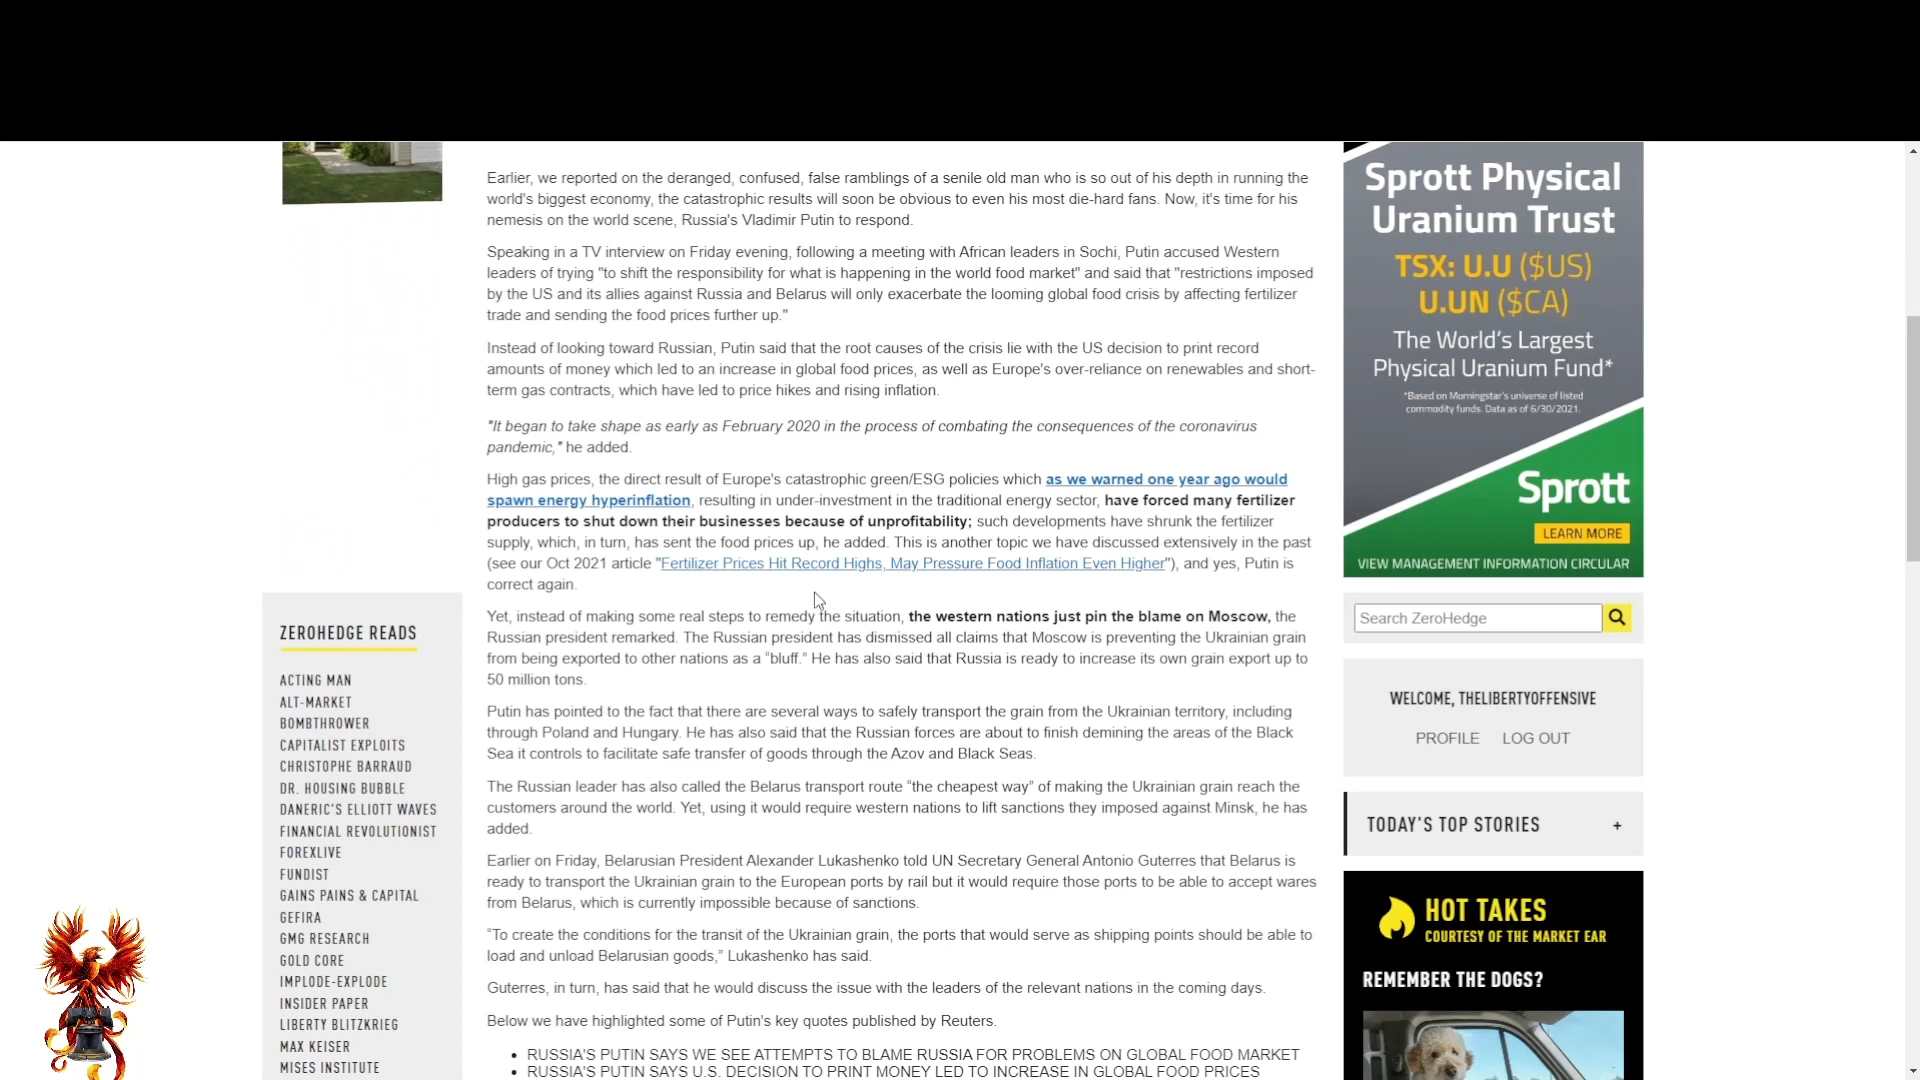 Earlier, we reported on the deranged, confused, false ramblings of a senile old man who is so out of his depth in running the
world's biggest economy, the catastrophic results will soon be obvious to even his most die-hard fans. Now, it's time for his
nemesis on the world scene, Russia's Vladimir Putin to respond.
Speaking in a TV interview on Friday evening, following a meeting with African leaders in Sochi, Putin accused Western
leaders of trying "to shift the responsibility for what is happening in the world food market" and said that "restrictions imposed
by the US and its allies against Russia and Belarus will only exacerbate the looming global food crisis by affecting fertilizer
trade and sending the food prices further up."
Instead of looking toward Russian, Putin said that the root causes of the crisis lie with the US decision to print record
amounts of money which led to an increase in global food prices, as well as Europe's over-reliance on renewables and short-
term gas contracts, which have led to price hikes and rising inflation.
"It began to take shape as early as February 2020 in the process of combating the consequences of the coronavirus
pandemic," he added.
High gas prices, the direct result of Europe's catastrophic green/ESG policies which as we warned one year ago would
spawn energy hyperinflation, resulting in under-investment in the traditional energy sector, have forced many fertilizer
producers to shut down their businesses because of unprofitability; such developments have shrunk the fertilizer
supply, which, in turn, has sent the food prices up, he added. This is another topic we have discussed extensively in the past
(see our Oct 2021 article "Fertilizer Prices Hit Record Highs, May Pressure Food Inflation Even Higher"), and yes, Putin is
correct again.
Yet, instead of making some real steps to remedy the situation, the western nations just pin the blame on Moscow, the
Russian president remarked. The Russian president has dismissed all claims that Moscow is preventing the Ukrainian grain
from being exported to other nations as a “bluff.” He has also said that Russia is ready to increase its own grain export up to
50 million tons.
Putin has pointed to the fact that there are several ways to safely transport the grain from the Ukrainian territory, including
through Poland and Hungary. He has also said that the Russian forces are about to finish demining the areas of the Black
Sea it controls to facilitate safe transfer of goods through the Azov and Black Seas.
The Russian leader has also called the Belarus transport route “the cheapest way” of making the Ukrainian grain reach the
customers around the world. Yet, using it would require western nations to lift sanctions they imposed against Minsk, he has
added.
Earlier on Friday, Belarusian President Alexander Lukashenko told UN Secretary General Antonio Guterres that Belarus is
ready to transport the Ukrainian grain to the European ports by rail but it would require those ports to be able to accept wares
from Belarus, which is currently impossible because of sanctions.
“To create the conditions for the transit of the Ukrainian grain, the ports that would serve as shipping points should be able to
load and unload Belarusian goods,” Lukashenko has said.
Guterres, in turn, has said that he would discuss the issue with the leaders of the relevant nations in the coming days.
Below we have highlighted some of Putin's key quotes published by Reuters.
• RUSSIA'S PUTIN SAYS WE SEE ATTEMPTS TO BLAME RUSSIA FOR PROBLEMS ON GLOBAL FOOD MARKET
• RUSSIA'S PUTIN SAYS U.S. DECISION TO PRINT MONEY LED TO INCREASE IN GLOBAL FOOD PRICES
ZEROHEDGE READS
ACTING MAN
ALT-MARKET
BOMBTHROWER
CAPITALIST EXPLOITS
CHRISTOPHE BARRAUD
DR. HOUSING BUBBLE
DANERIC'S ELLIOTT WAVES
FINANCIAL REVOLUTIONIST
FOREXLIVE
FUNDIST
GAINS PAINS & CAPITAL
GEFIRA
GMG RESEARCH
GOLD CORE
IMPLODE-EXPLODE
INSIDER PAPER
LIBERTY BLITZKRIEG
MAX KEISER
MISES INSTITUTE
Sprott Physical
Uranium Trust
TSX: U.U ($US)
U.UN ($CA)
The World's Largest
Physical Uranium Fund*
*Based on Morningstar's universe of listed
commodity funds. Data as of 6/30/2021.
Sprott
LEARN MORE
VIEW MANAGEMENT INFORMATION CIRCULAR
Search ZeroHedge
WELCOME, THELIBERTYOFFENSIVE
PROFILE LOG OUT
TODAY'S TOP STORIES +
HOT TAKES
COURTESY OF THE MARKET EAR
REMEMBER THE DOGS?